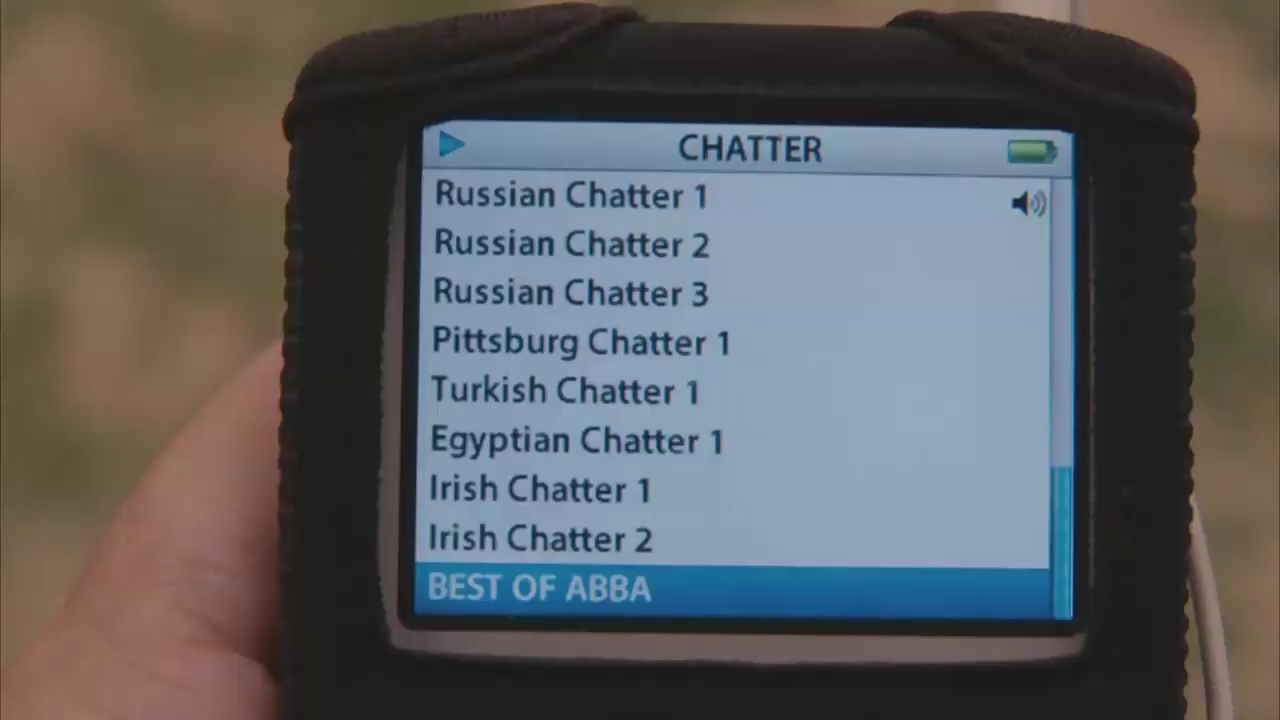 CHATTER
Russian Chatter 1
Russian Chatter 2
Russian Chatter 3
Pittsburg Chatter 1
Turkish Chatter 1
Egyptian Chatter 1
Irish Chatter 1
Irish Chatter 2
BEST OF ABBA